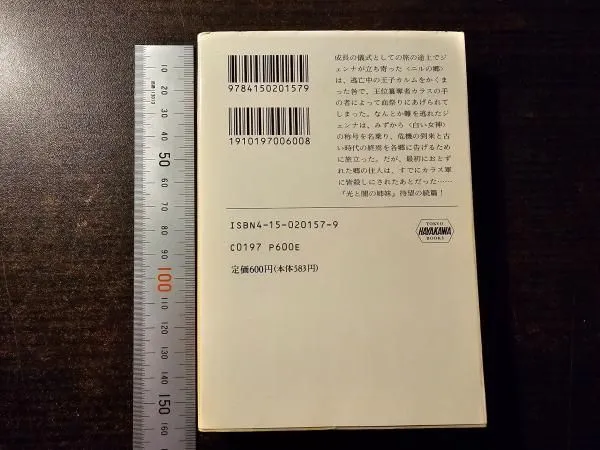 成長の儀式としての旅の途上でジ
ェンナが立ち寄った〈ニルの郷〉
は、逃亡中の王子カルムをかくま
った咎で、王位簒奪者カラスの手
の者によって血祭りにあげられて
しまった。なんとか難を逃れたジ
ェンナは、みずから〈白い女神〉
の称号を名乗り、危機の到来と古
い時代の終焉を各郷に告げるため
に旅立った。だが、最初におとず
れた郷の住人は、すでにカラス軍
に皆殺しにされたあとだった……
『光と闇の姉妹』待望の続篇！
9784150201579
1910197006008
ISBN4-15-020157-9
C0197 P600E
定価600円(本体583円)
TOKYO
HAYAKAWA
BOOKS
10
20
30
40
50
60
70
80
90
100
110
120
130
140
150
160